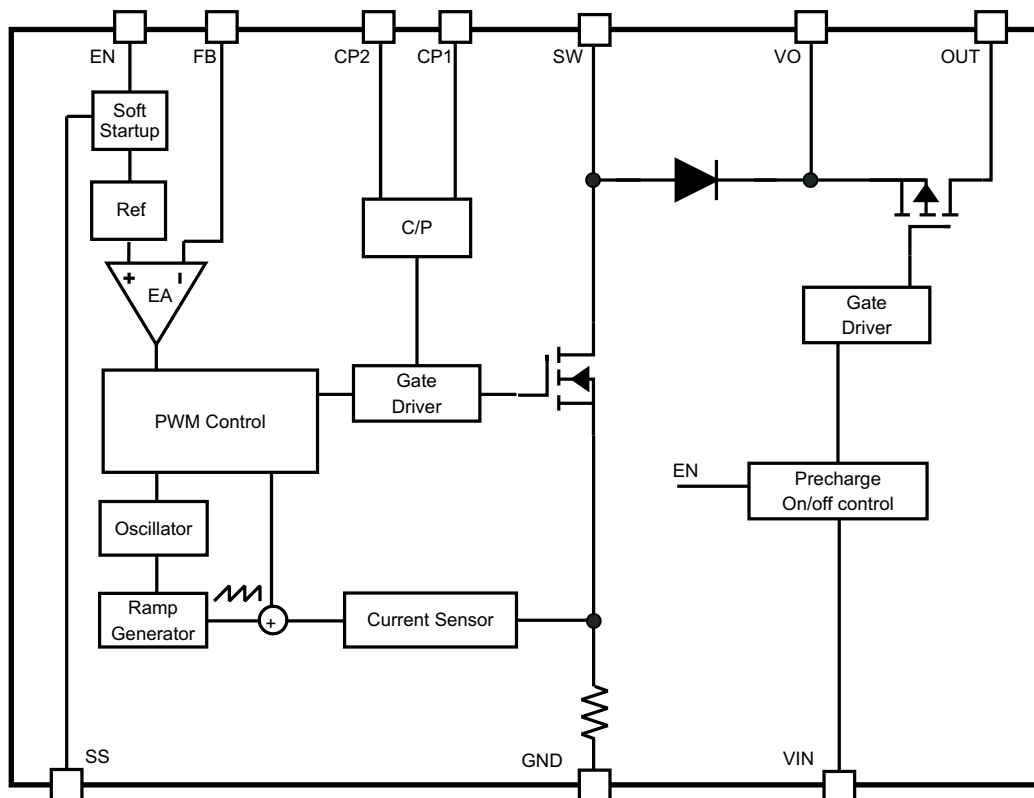 EN
FB
CP2
CP1
SW
VO
OUT
Soft
Startup
Ref
C/P
+ −
EA
Gate
Driver
Gate
Driver
PWM Control
EN
Precharge
On/off control
Oscillator
Ramp
Generator
+
Current Sensor
SS
GND
VIN